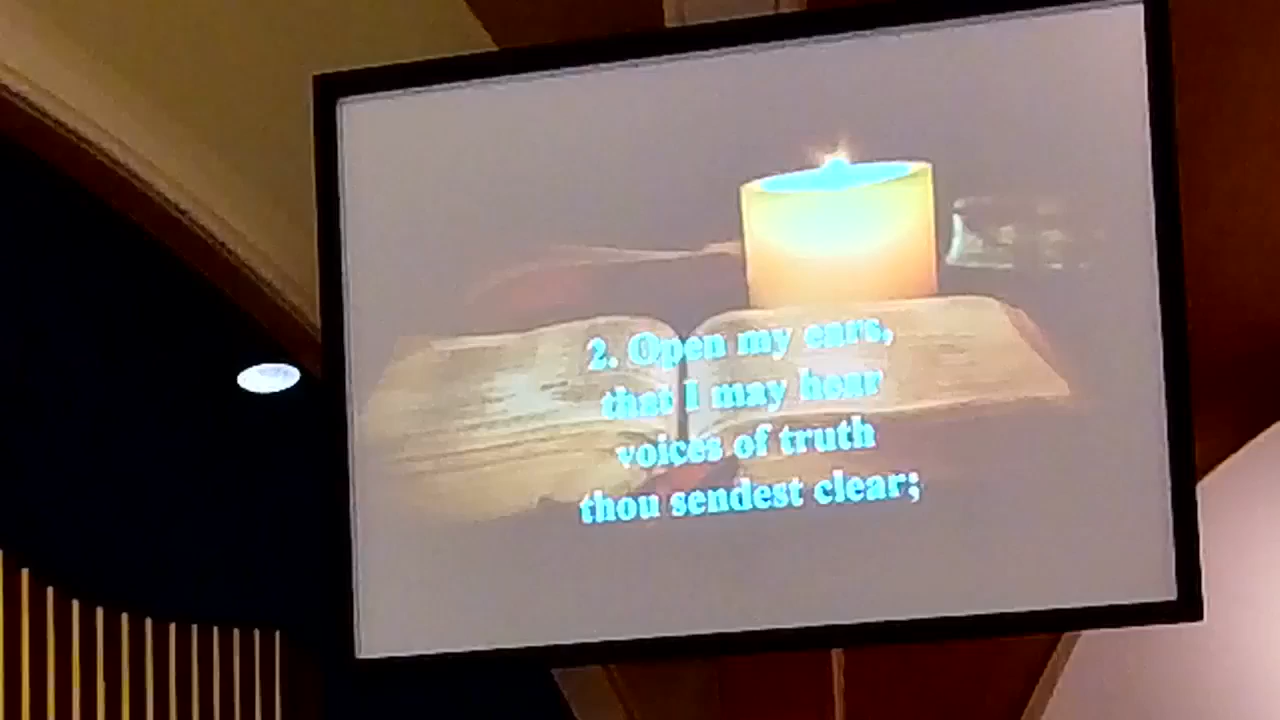 2. Open my ears,
that I may hear
voices of truth
thou sendest clear;